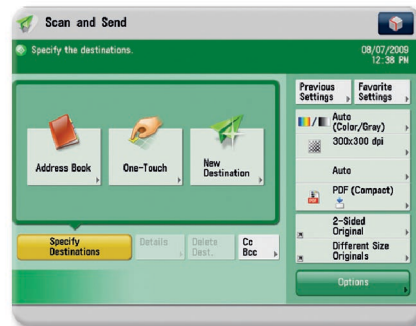 Scan and Send
Specify the destinations.
08/07/2009
12:38 PM
Previous
Settings
Favorite
Settings
Auto
(Color/Gray)
300x300 dpi
Auto
PDF (Compact)
2-Sided
Original
Different Size
Originals
Options
Address Book
One-Touch
New
Destination
Specify
Destinations
Details
Delete
Dest.
Cc
Bcc